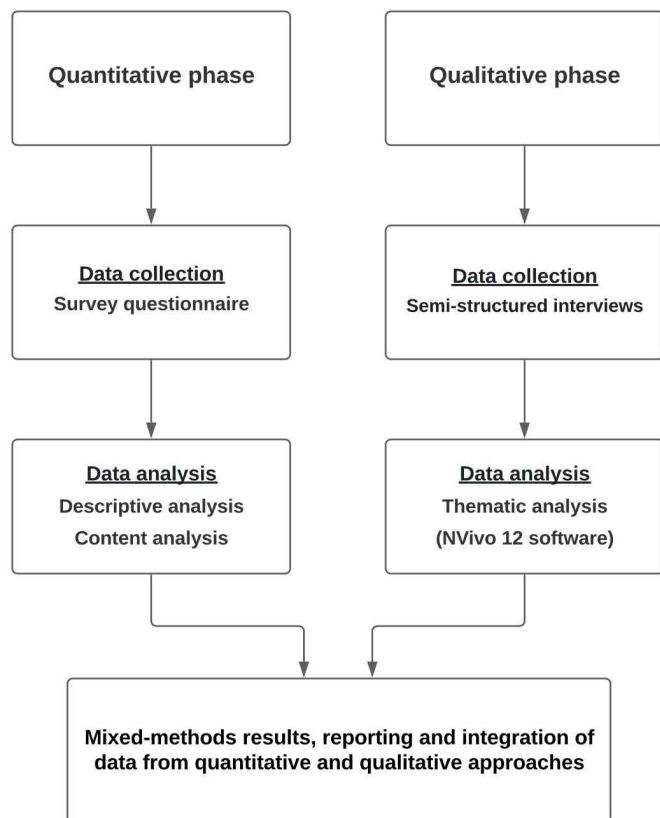 Quantitative phase
Qualitative phase
Data collection
Survey questionnaire
Data collection
Semi-structured interviews
Data analysis
Descriptive analysis
Content analysis
Data analysis
Thematic analysis
(NVivo 12 software)
Mixed-methods results, reporting and integration of
data from quantitative and qualitative approaches